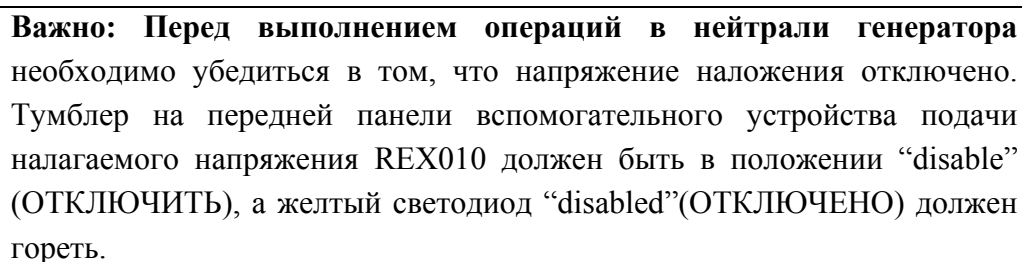 Важно: Перед выполнением операций в нейтрали генератора
необходимо убедиться в том, что напряжение наложения отключено.
Тумблер на передней панели вспомогательного устройства подачи
налагаемого напряжения REX010 должен быть в положении “disable”
(ОТКЛЮЧИТЬ), а желтый светодиод “disabled”(ОТКЛЮЧЕНО) должен
гореть.